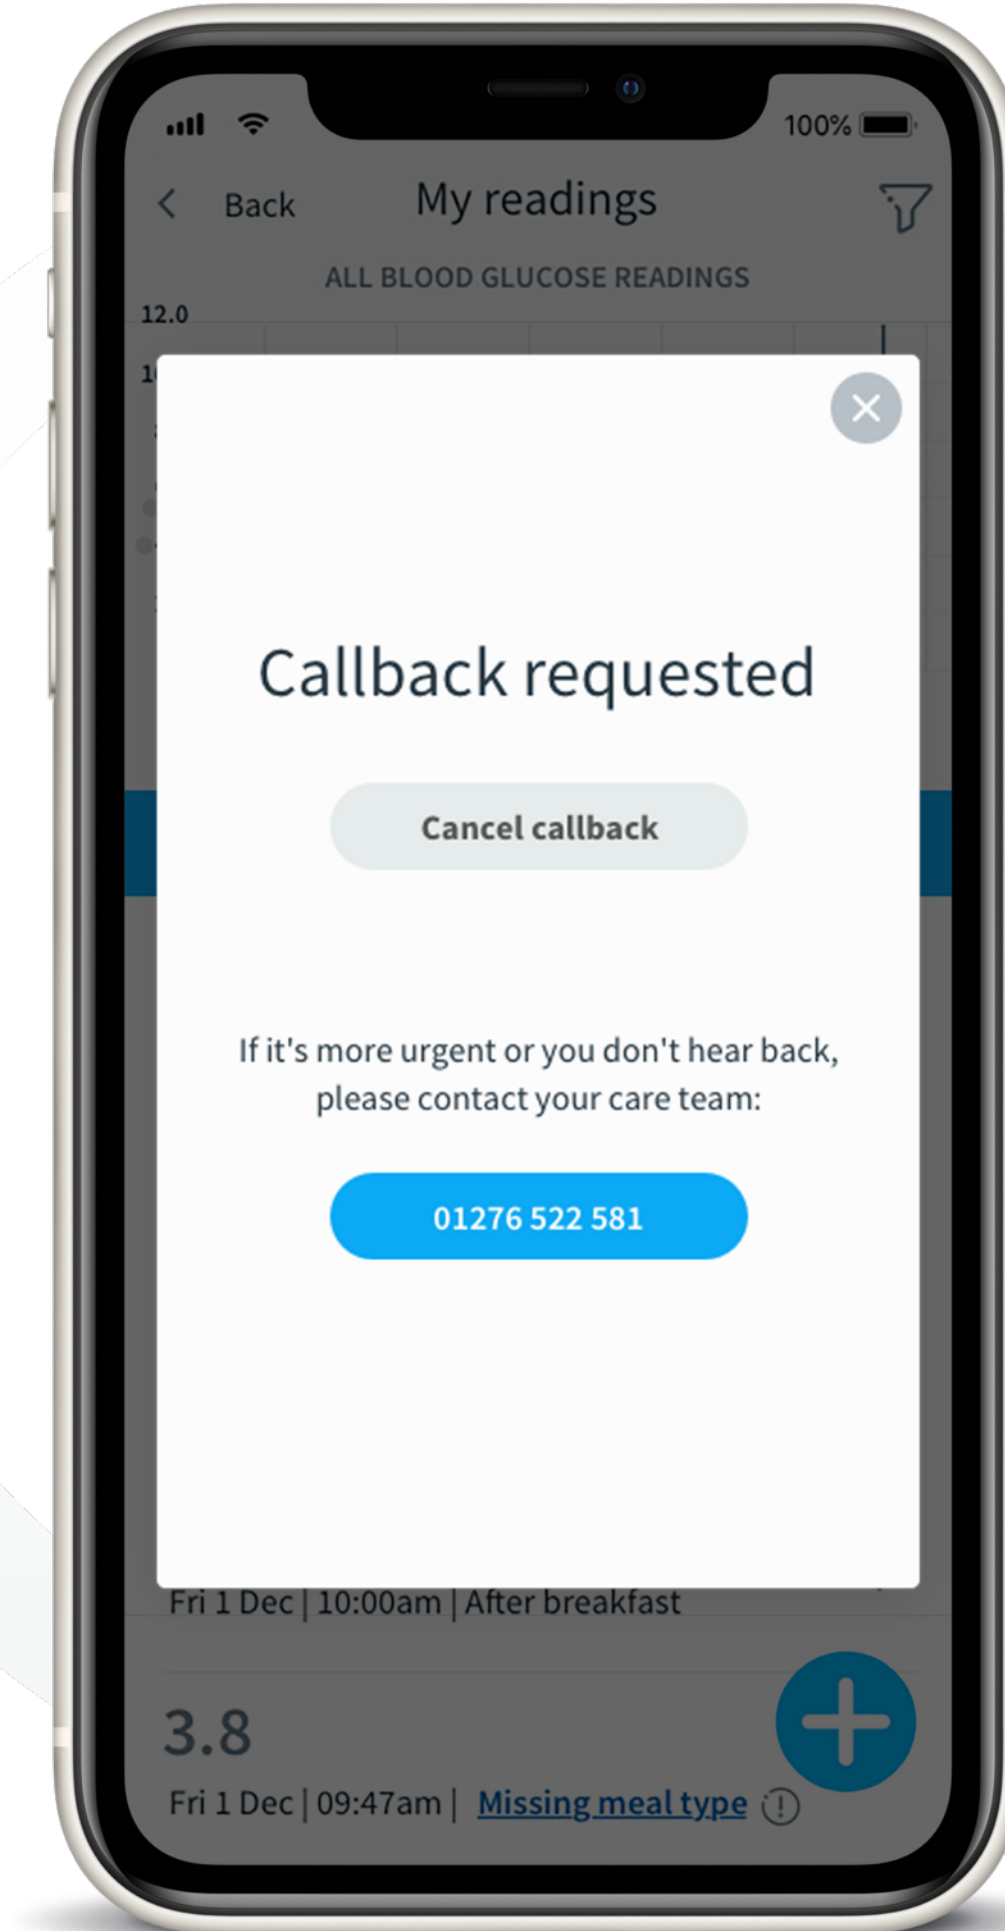 100%
Back
My readings
ALL BLOOD GLUCOSE READINGS
12.0
Callback requested
Cancel callback
If it's more urgent or you don't hear back,
please contact your care team:
01276 522 581
Fri 1 Dec | 10:00am | After breakfast
3.8
Fri 1 Dec | 09:47am | Missing meal type